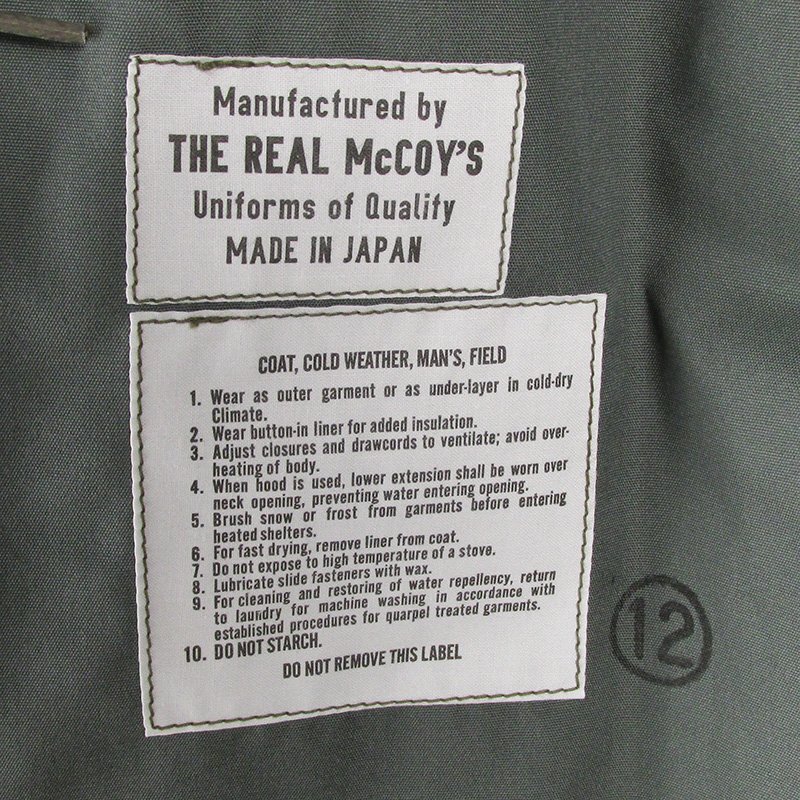 Manufactured by
THE REAL McCOY'S
Uniforms of Quality
MADE IN JAPAN
COAT, COLD WEATHER, MAN'S, FIELD
1. Wear as outer garment or as under-layer in cold-dry
Climate.
2. Wear button-in liner for added insulation.
3. Adjust closures and drawcords to ventilate; avoid over-
heating of body.
4. When hood is used, lower extension shall be worn over
neck opening, preventing water entering opening.
5. Brush snow or frost from garments before entering
heated shelters.
6. For fast drying, remove liner from coat.
7. Do not expose to high temperature of a stove.
8. Lubricate slide fasteners with wax.
9. For cleaning and restoring of water repellency, return
to laundry for machine washing in accordance with
established procedures for quarpel treated garments.
10. DO NOT STARCH.
DO NOT REMOVE THIS LABEL
12